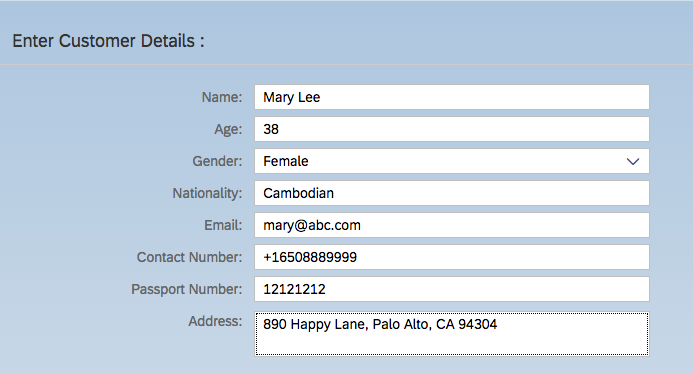 Enter Customer Details :
Name: Mary Lee
Age: 38
Gender: Female
Nationality: Cambodian
Email: mary@abc.com
Contact Number: +16508889999
Passport Number: 12121212
Address: 890 Happy Lane, Palo Alto, CA 94304